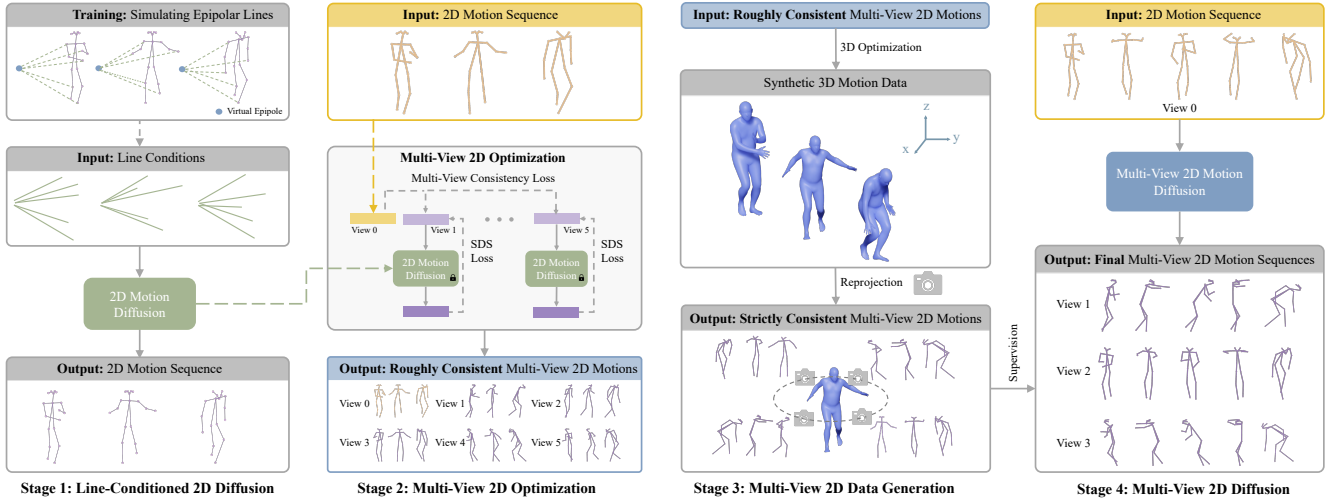 Training: Simulating Epipolar Lines
Virtual Epipole
Input: Line Conditions
2D Motion
Diffusion
Output: 2D Motion Sequence
Stage 1: Line-Conditioned 2D Diffusion
Input: 2D Motion Sequence
Multi-View 2D Optimization
Multi-View Consistency Loss
View 0
View 1
View 5
SDS
Loss
SDS
Loss
2D Motion
Diffusion
2D Motion
Diffusion
Output: Roughly Consistent Multi-View 2D Motions
View 0
View 1
View 2
View 3
View 4
View 5
Stage 2: Multi-View 2D Optimization
Input: Roughly Consistent Multi-View 2D Motions
3D Optimization
Synthetic 3D Motion Data
z
y
x
Reprojection
Output: Strictly Consistent Multi-View 2D Motions
Stage 3: Multi-View 2D Data Generation
Supervision
Input: 2D Motion Sequence
View 0
Multi-View 2D Motion
Diffusion
Output: Final Multi-View 2D Motion Sequences
View 1
View 2
View 3
Stage 4: Multi-View 2D Diffusion